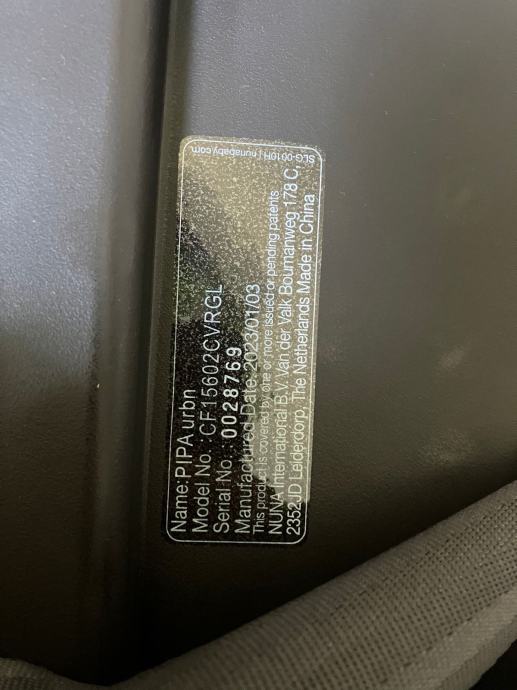 Name:PIPA urbn
Model No.: CF15602CVRGL
Serial No.: 0028769
Manufactured Date: 2023/01/03
This product is covered by one or more issued or pending patents
NUNA International B.V. Van der Valk Boumanweg 178 C,
2352JD Leiderdorp, The Netherlands Made in China
SLG-0010H | nunababy.com